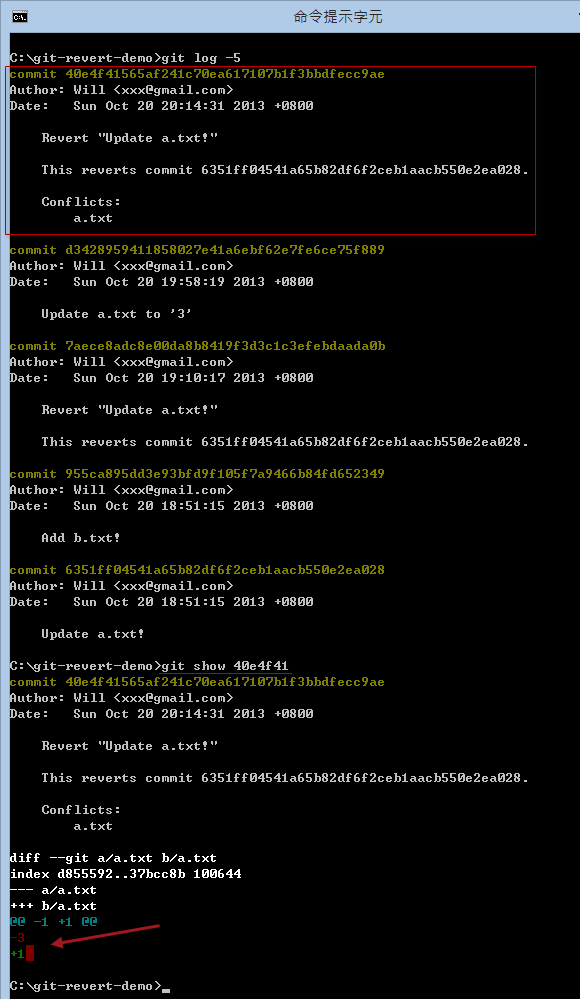 命令提示字元
C:\git-revert-demo>git log -5
commit 40e4f41565af241c70ea617107b1f3bbdfecc9ae
Author: Will <xxx@gmail.com>
Date:   Sun Oct 20 20:14:31 2013 +0800
Revert "Update a.txt!"
This reverts commit 6351ff04541a65b82df6f2ceb1aacb550e2ea028.
Conflicts:
a.txt
commit d3428959411858027e41a6ebf62e7fe6ce75f889
Author: Will <xxx@gmail.com>
Date:   Sun Oct 20 19:58:19 2013 +0800
Update a.txt to '3'
commit 7aece8adc8e00da8b8419f3d3c1c3efebdaada0b
Author: Will <xxx@gmail.com>
Date:   Sun Oct 20 19:10:17 2013 +0800
Revert "Update a.txt!"
This reverts commit 6351ff04541a65b82df6f2ceb1aacb550e2ea028.
commit 955ca895dd3e93bfd9f105f7a9466b84fd652349
Author: Will <xxx@gmail.com>
Date:   Sun Oct 20 18:51:15 2013 +0800
Add b.txt!
commit 6351ff04541a65b82df6f2ceb1aacb550e2ea028
Author: Will <xxx@gmail.com>
Date:   Sun Oct 20 18:51:15 2013 +0800
Update a.txt!
C:\git-revert-demo>git show 40e4f41
commit 40e4f41565af241c70ea617107b1f3bbdfecc9ae
Author: Will <xxx@gmail.com>
Date:   Sun Oct 20 20:14:31 2013 +0800
Revert "Update a.txt!"
This reverts commit 6351ff04541a65b82df6f2ceb1aacb550e2ea028.
Conflicts:
a.txt
diff --git a/a.txt b/a.txt
index d855592..37bcc8b 100644
--- a/a.txt
+++ b/a.txt
@@ -1 +1 @@
-3
+1
C:\git-revert-demo>_